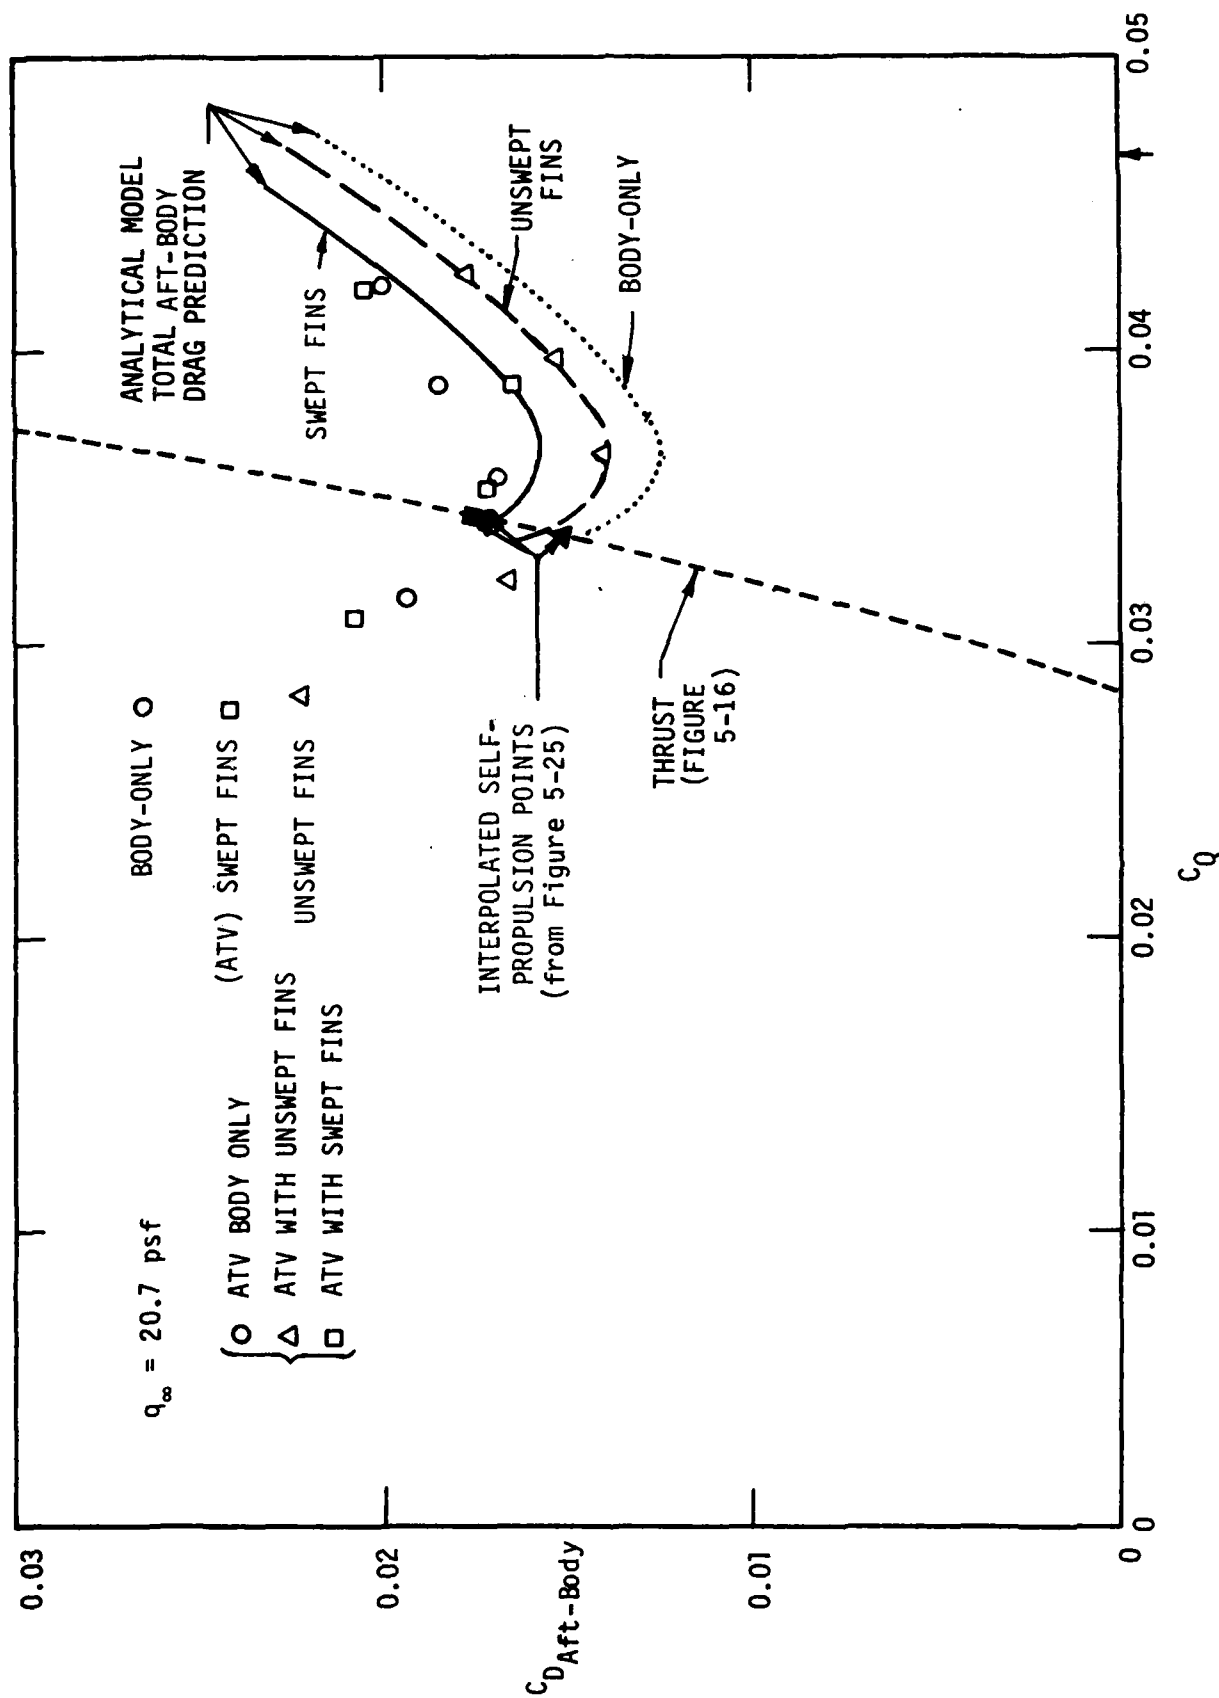 0.03
0.02
0.01
0
C_D Aft-Body
q∞ = 20.7 psf
ATV BODY ONLY
ATV WITH UNSWEPT FINS
ATV WITH SWEPT FINS
BODY-ONLY
(ATV) SWEPT FINS
UNSWEPT FINS
ANALYTICAL MODEL
TOTAL AFT-BODY
DRAG PREDICTION
SWEPT FINS
UNSWEPT
FINS
BODY-ONLY
INTERPOLATED SELF-
PROPULSION POINTS
(from Figure 5-25)
THRUST
(FIGURE
5-16)
0
0.01
0.02
0.03
0.04
0.05
C_Q